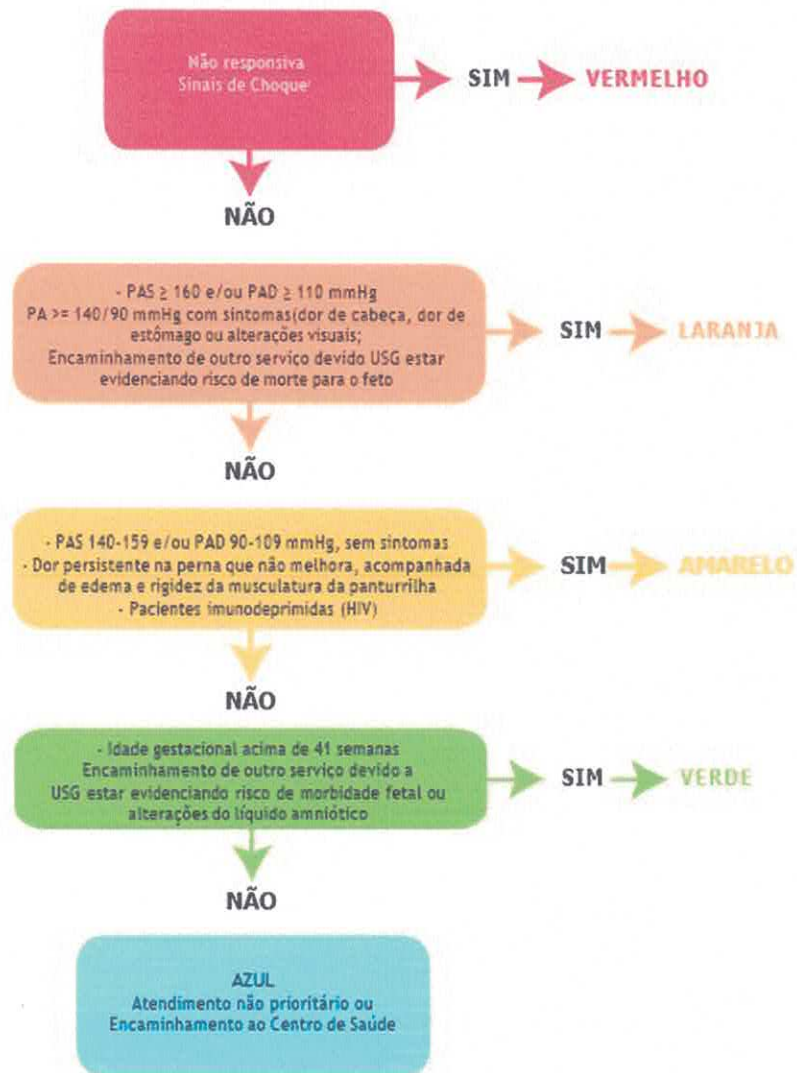 Não responsiva
Sinais de Choque
SIM
VERMELHO
NÃO
- PAS ≥ 160 e/ou PAD ≥ 110 mmHg
PA >= 140/90 mmHg com sintomas(dor de cabeça, dor de
estômago ou alterações visuais;
Encaminhamento de outro serviço devido USG estar
evidenciando risco de morte para o feto
SIM
LARANJA
NÃO
- PAS 140-159 e/ou PAD 90-109 mmHg, sem sintomas
- Dor persistente na perna que não melhora, acompanhada
de edema e rigidez da musculatura da panturrilha
- Pacientes imunodeprimidas (HIV)
SIM
AMARELO
NÃO
- Idade gestacional acima de 41 semanas
Encaminhamento de outro serviço devido a
USG estar evidenciando risco de morbidade fetal ou
alterações do líquido amniótico
SIM
VERDE
NÃO
AZUL
Atendimento não prioritário ou
Encaminhamento ao Centro de Saúde